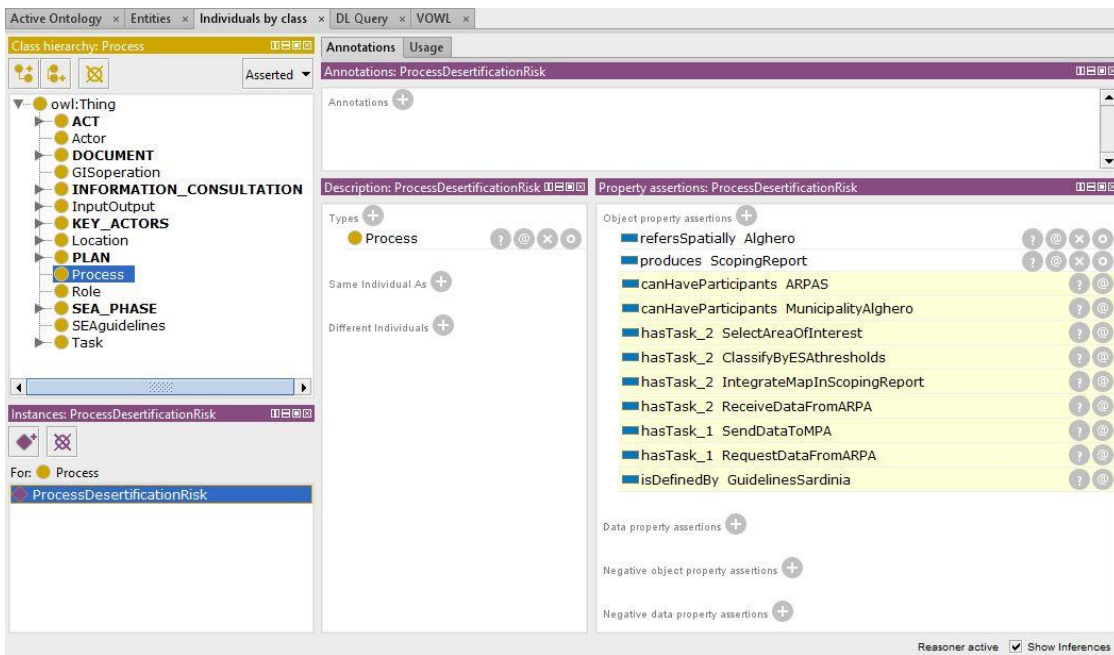 Active Ontology × Entities × Individuals by class × DL Query × VOWL ×
Class hierarchy: Process
Asserted
owl:Thing
ACT
Actor
DOCUMENT
GISoperation
INFORMATION_CONSULTATION
InputOutput
KEY_ACTORS
Location
PLAN
Process
Role
SEA_PHASE
SEAguidelines
Task
Instances: ProcessDesertificationRisk
For: Process
ProcessDesertificationRisk
Annotations Usage
Annotations: ProcessDesertificationRisk
Annotations
Description: ProcessDesertificationRisk
Types
Process
Same Individual As
Different Individuals
Property assertions: ProcessDesertificationRisk
Object property assertions
refersSpatially Alghero
produces ScopingReport
canHaveParticipants ARPAS
canHaveParticipants MunicipalityAlghero
hasTask_2 SelectAreaOfInterest
hasTask_2 ClassifyByESAthresholds
hasTask_2 IntegrateMapInScopingReport
hasTask_2 ReceiveDataFromARPA
hasTask_1 SendDataToMPA
hasTask_1 RequestDataFromARPA
isDefinedBy GuidelinesSardinia
Data property assertions
Negative object property assertions
Negative data property assertions
Reasoner active Show Inferences